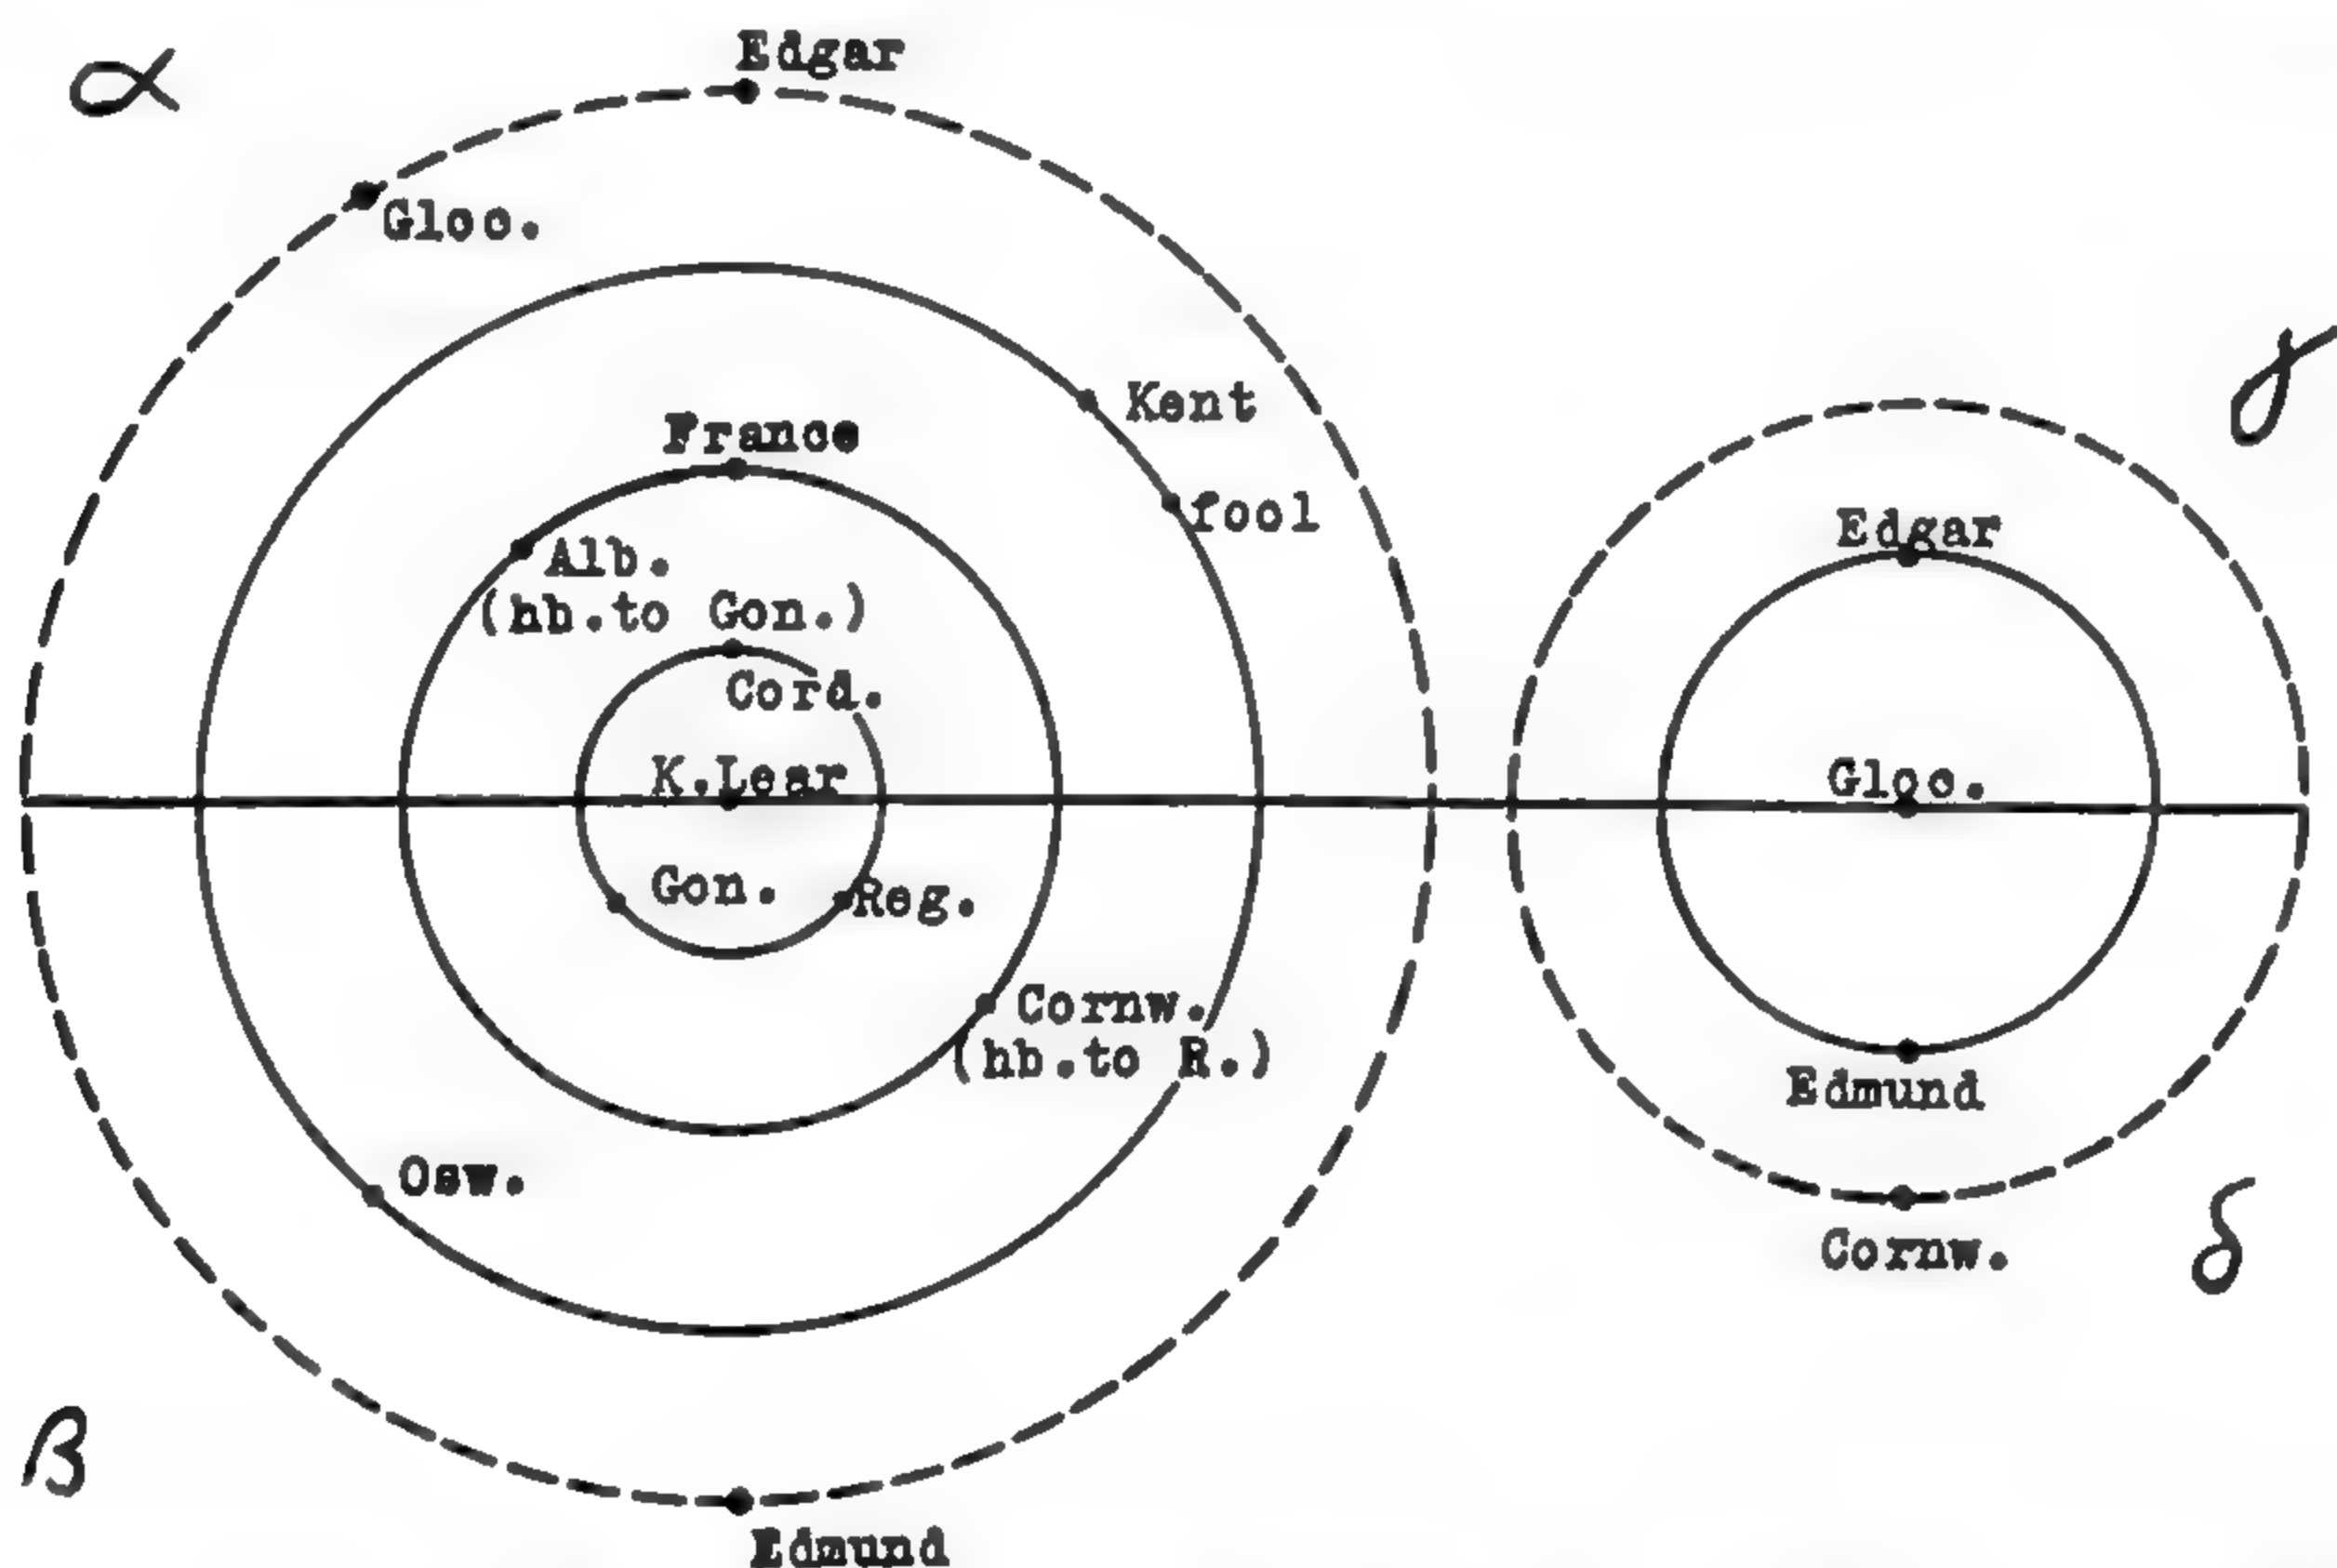 α
Edgar
Gloo.
Kent
France
fool
Alb.
(hb.to Gon.)
Cord.
K.Lear
Gon.
Reg.
Cornw.
(hb.to R.)
Osw.
β
Edmund
γ
Edgar
Gloo.
Edmund
Cornw.
δ